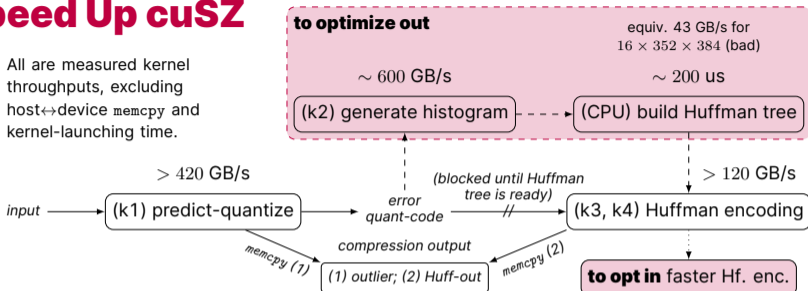 peed Up cuSZ
All are measured kernel
throughputs, excluding
host↔device memcpy and
kernel-launching time.
to optimize out
equiv. 43 GB/s for
16 × 352 × 384 (bad)
~ 600 GB/s
~ 200 us
(k2) generate histogram
(CPU) build Huffman tree
> 420 GB/s
(blocked until Huffman
tree is ready)
> 120 GB/s
input
(k1) predict-quantize
error
quant-code
(k3, k4) Huffman encoding
memcpy (1)
compression output
memcpy (2)
(1) outlier; (2) Huff-out
to opt in faster Hf. enc.